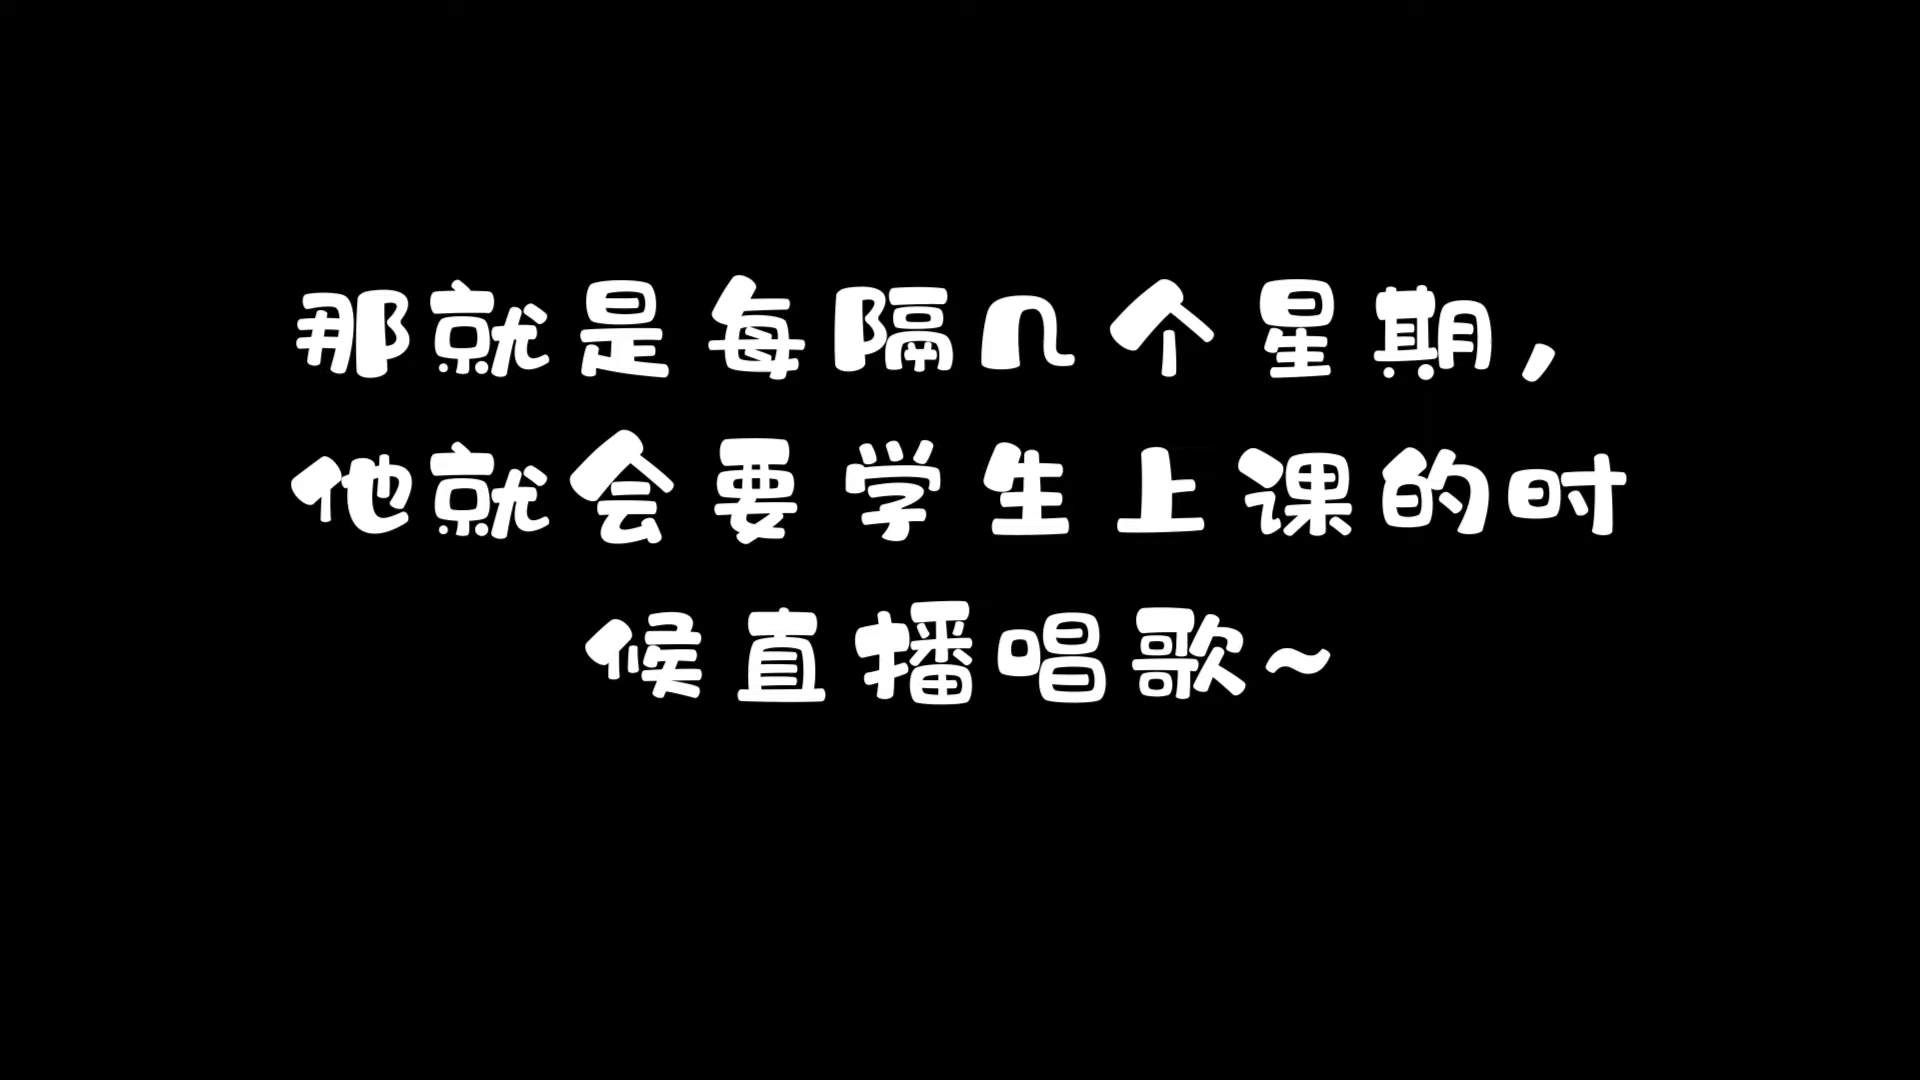 那就是每隔几个星期，
他就会要学生上课的时
候直播唱歌~